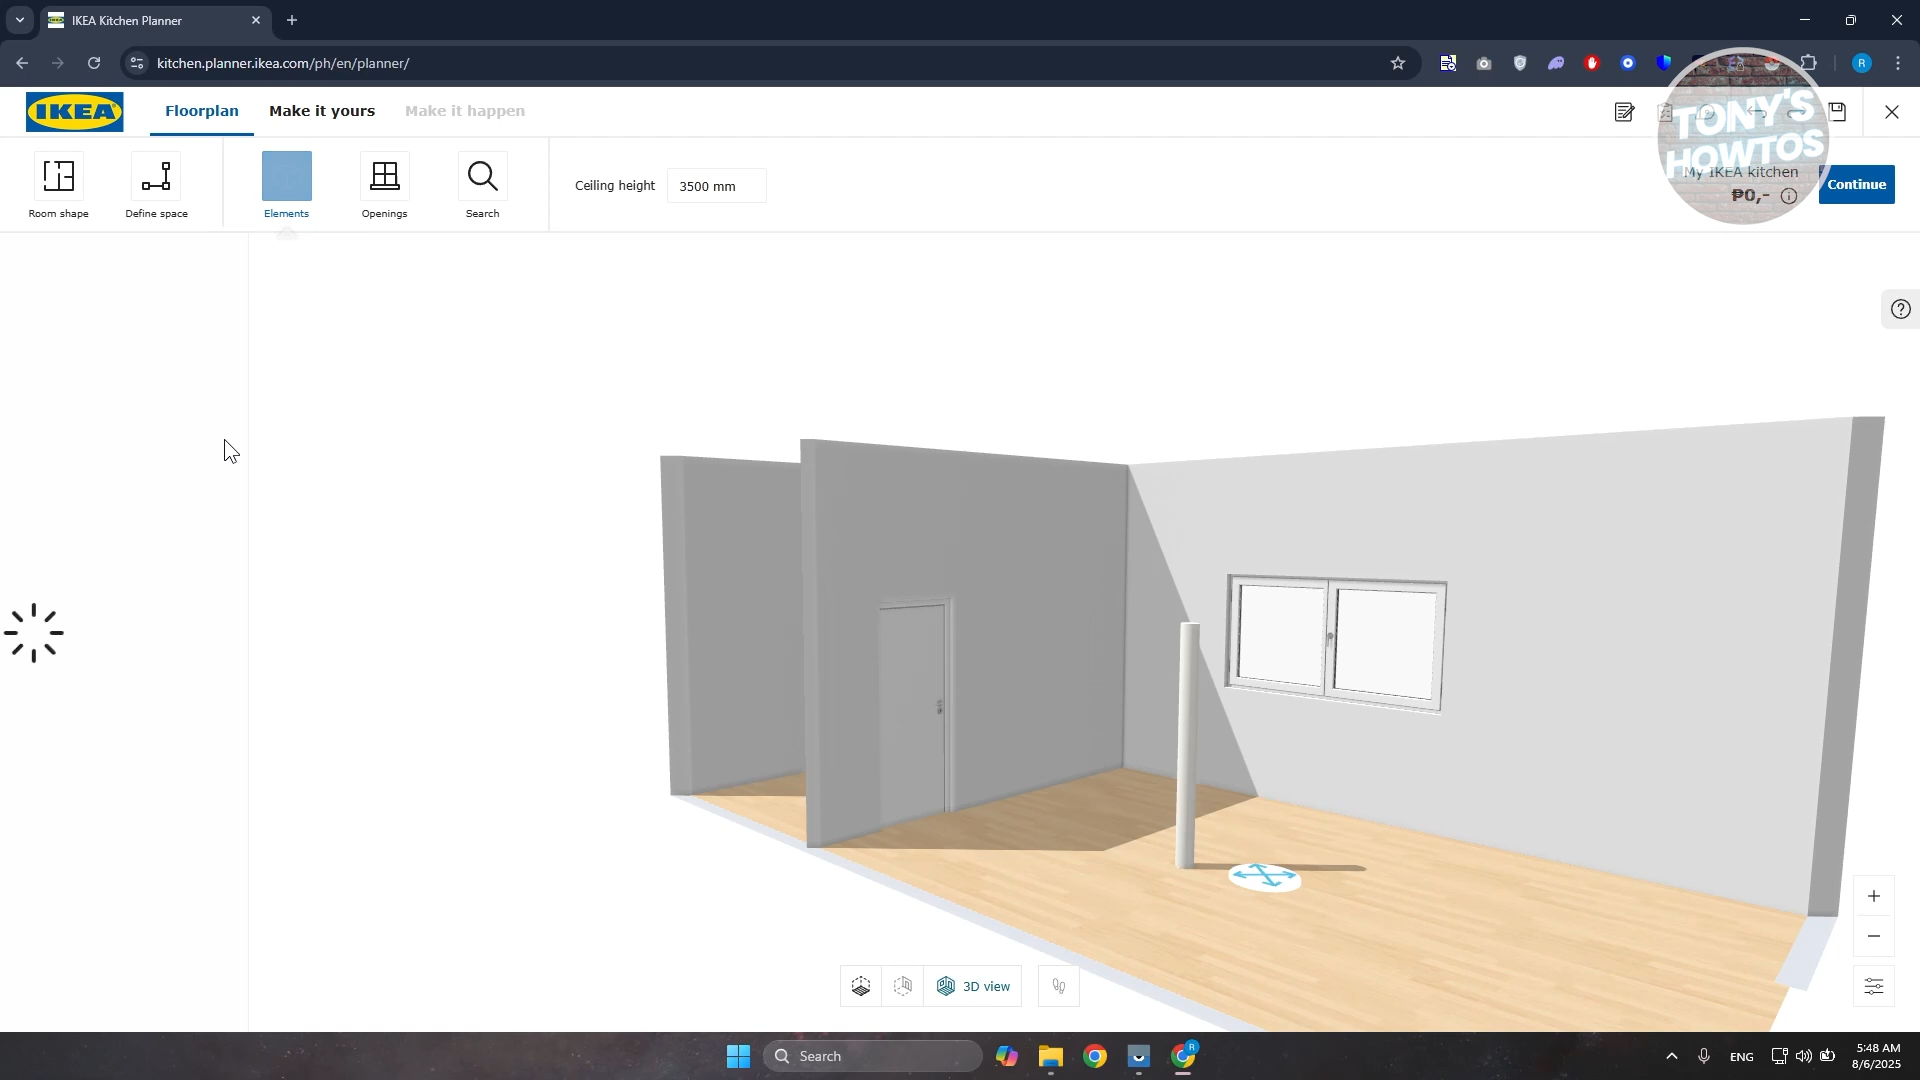 IKEA Kitchen Planner
kitchen.planner.ikea.com/ph/en/planner/
IKEA
Floorplan
Make it yours
Make it happen
TONY'S
HOWTOS
Room shape
Define space
Elements
Openings
Search
Ceiling height
3500 mm
My IKEA kitchen
₱0,-
Continue
3D view
Search
ENG
5:48 AM
8/6/2025
R
R